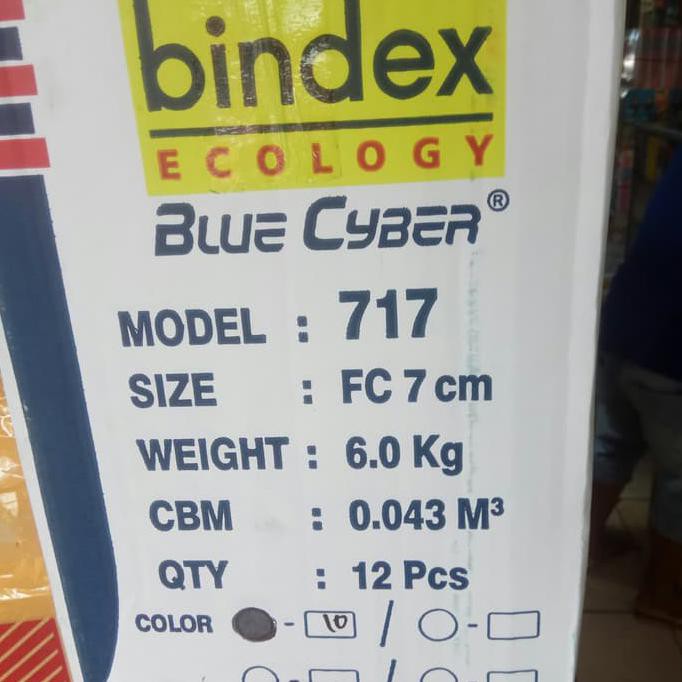 bindex
ECOLOGY
BLUE CYBER®
MODEL : 717
SIZE : FC 7 cm
WEIGHT : 6.0 Kg
CBM : 0.043 M³
QTY : 12 Pcs
COLOR - 10 / -